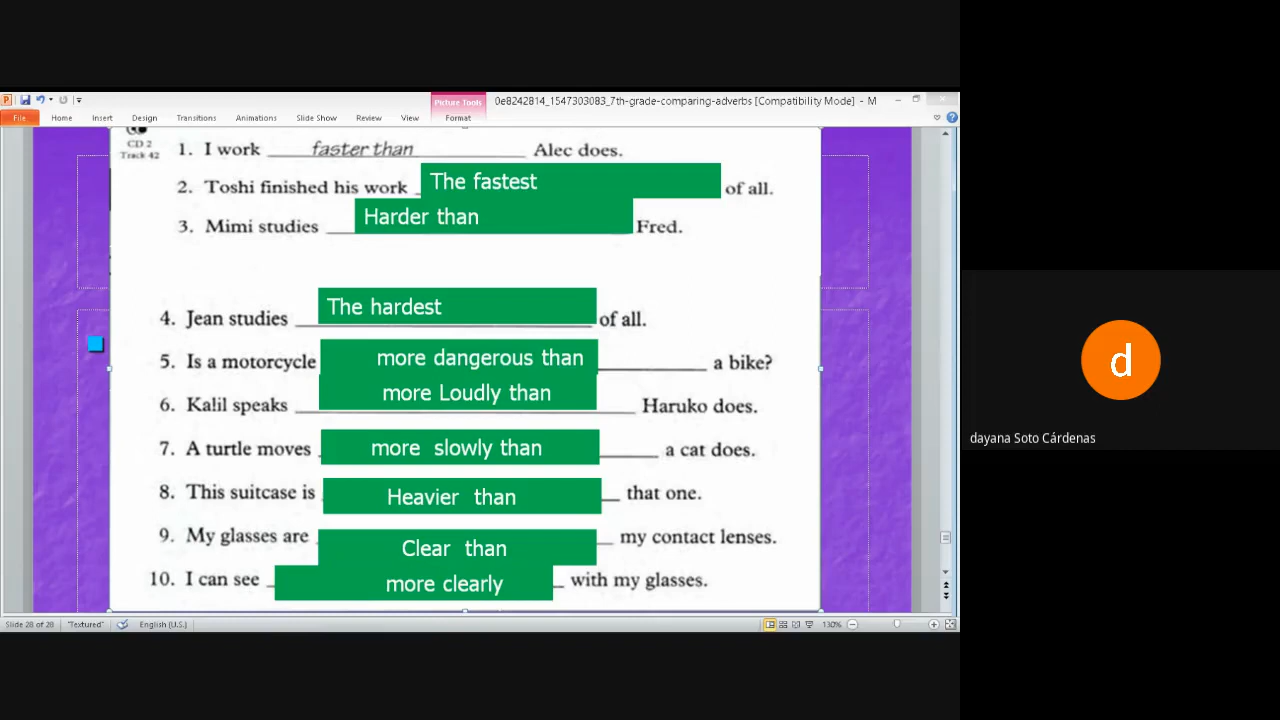 Picture Tools
0e8242814_1547303083_7th-grade-comparing-adverbs [Compatibility Mode] - M
File Home Insert Design Transitions Animations Slide Show Review View Format
CD 2
Track 42
1. I work faster than Alec does.
2. Toshi finished his work The fastest of all.
3. Mimi studies Harder than Fred.
4. Jean studies The hardest of all.
5. Is a motorcycle more dangerous than a bike?
6. Kalil speaks more Loudly than Haruko does.
7. A turtle moves more slowly than a cat does.
8. This suitcase is Heavier than that one.
9. My glasses are Clear than my contact lenses.
10. I can see more clearly with my glasses.
Slide 28 of 28 "Textured" English (U.S.) 130%
d
dayana Soto Cárdenas